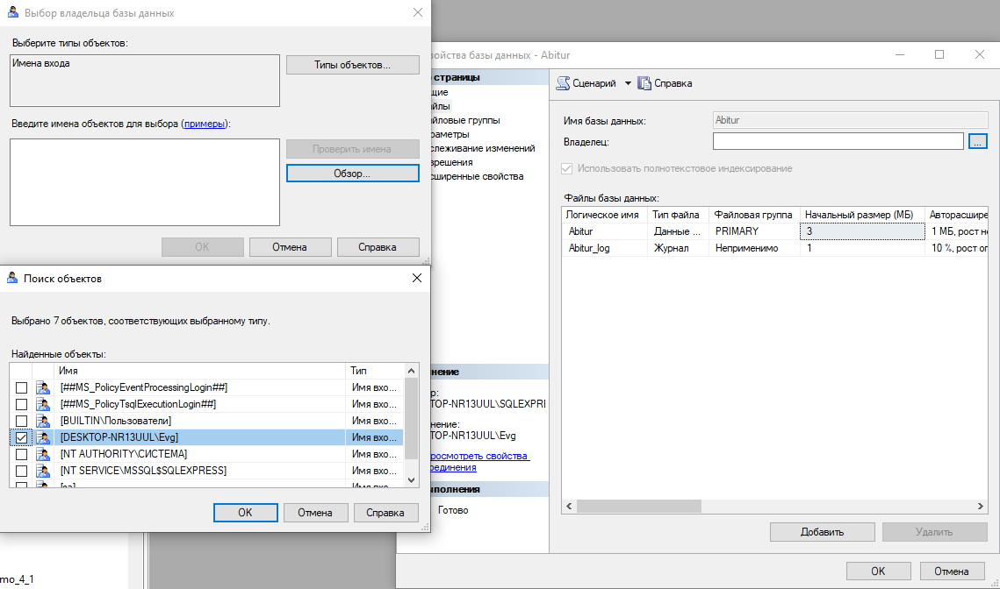 Выбор владельца базы данных
Выберите типы объектов:
Имена входа
Типы объектов...
Введите имена объектов для выбора (примеры):
Проверить имена
Обзор...
OK
Отмена
Справка
Поиск объектов
Выбрано 7 объектов, соответствующих выбранному типу.
Найденные объекты:
Имя Тип
[##MS_PolicyEventProcessingLogin##] Имя вхо...
[##MS_PolicyTsqlExecutionLogin##] Имя вхо...
[BUILTIN\Пользователи] Имя вхо...
[DESKTOP-NR13UUL\Evg] Имя вхо...
[NT AUTHORITY\СИСТЕМА] Имя вхо...
[NT SERVICE\MSSQL$SQLEXPRESS] Имя вхо...
[sa] Имя вхо...
OK
Отмена
Справка
mo_4_1
войства базы данных - Abitur
страницы
щие
йлы
йловые группы
раметры
слеживание изменений
зрешения
сширенные свойства
нение
р:
TOP-NR13UUL\SQLEXPRI
нение:
TOP-NR13UUL\Evg
росмотреть свойства
рединения
ыполнения
Готово
Сценарий
Справка
Имя базы данных: Abitur
Владелец:
...
Использовать полнотекстовое индексирование
Файлы базы данных:
Логическое имя Тип файла Файловая группа Начальный размер (МБ) Авторасшире
Abitur Данные ... PRIMARY 3 1 МБ, рост не
Abitur_log Журнал Неприменимо 1 10 %, рост ог
Добавить
Удалить
OK
Отмена